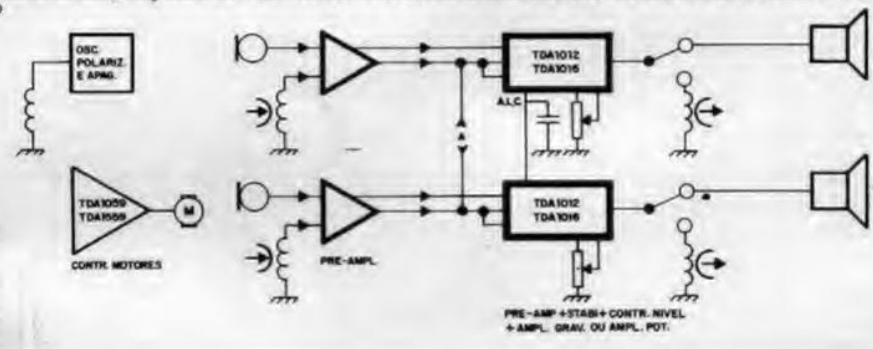 OSC.
POLARIZ.
E APAG.
TDA1012
TDA1016
A.L.C.
A
TDA1059
TDA1559
M
CONTR. MOTORES
PRE-AMPL.
TDA1012
TDA1016
PRE-AMP +STABI+ CONTR. NIVEL
+ AMPL. GRAV. OU AMPL. POT.